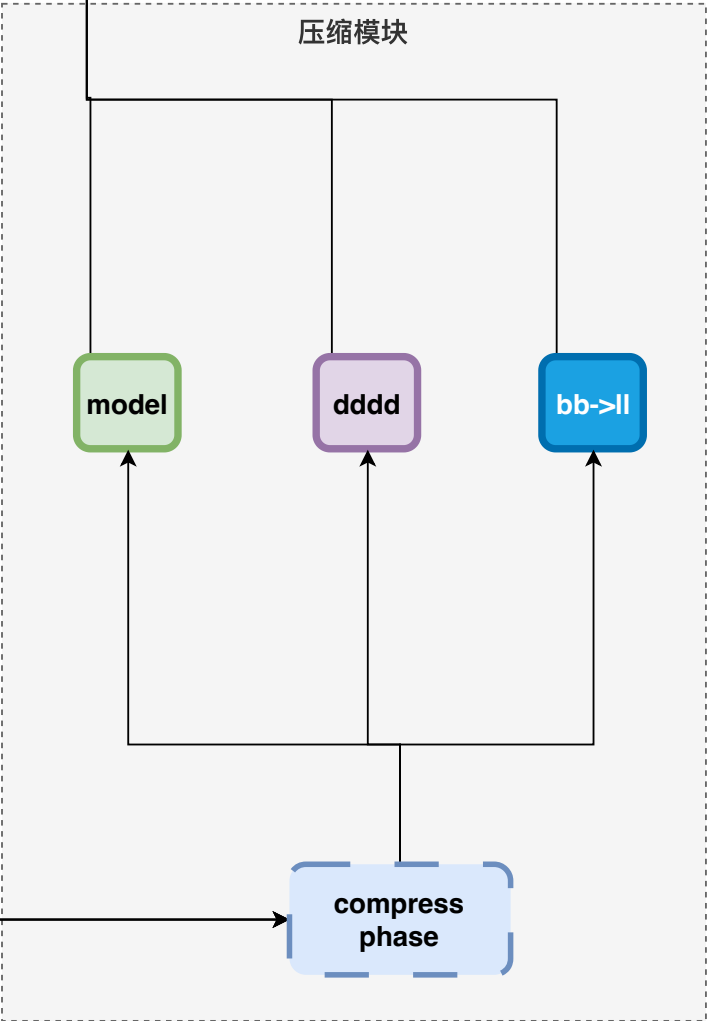 压缩模块
model
dddd
bb->ll
compress
phase